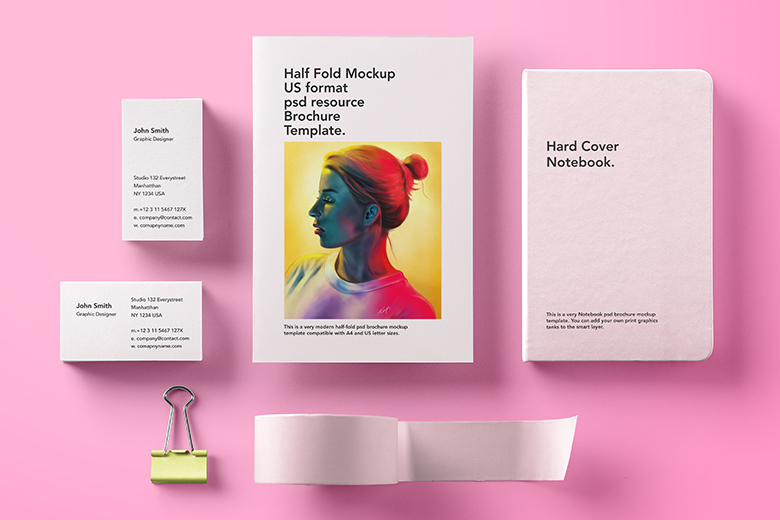 John Smith
Graphic Designer
Studio 132 Everystreet
Manhatthan
NY 1234 USA
m.+12 3 11 5467 127X
e. company@contact.com
w. comapnyname.com
John Smith
Graphic Designer
Studio 132 Everystreet
Manhatthan
NY 1234 USA
m.+12 3 11 5467 127X
e. company@contact.com
w. comapnyname.com
Half Fold Mockup
US format
psd resource
Brochure
Template.
This is a very modern half-fold psd brochure mockup
template compatible with A4 and US letter sizes.
Hard Cover
Notebook.
This is a very Notebook psd brochure mockup
template. You can add your own print graphics
tanks to the smart layer.